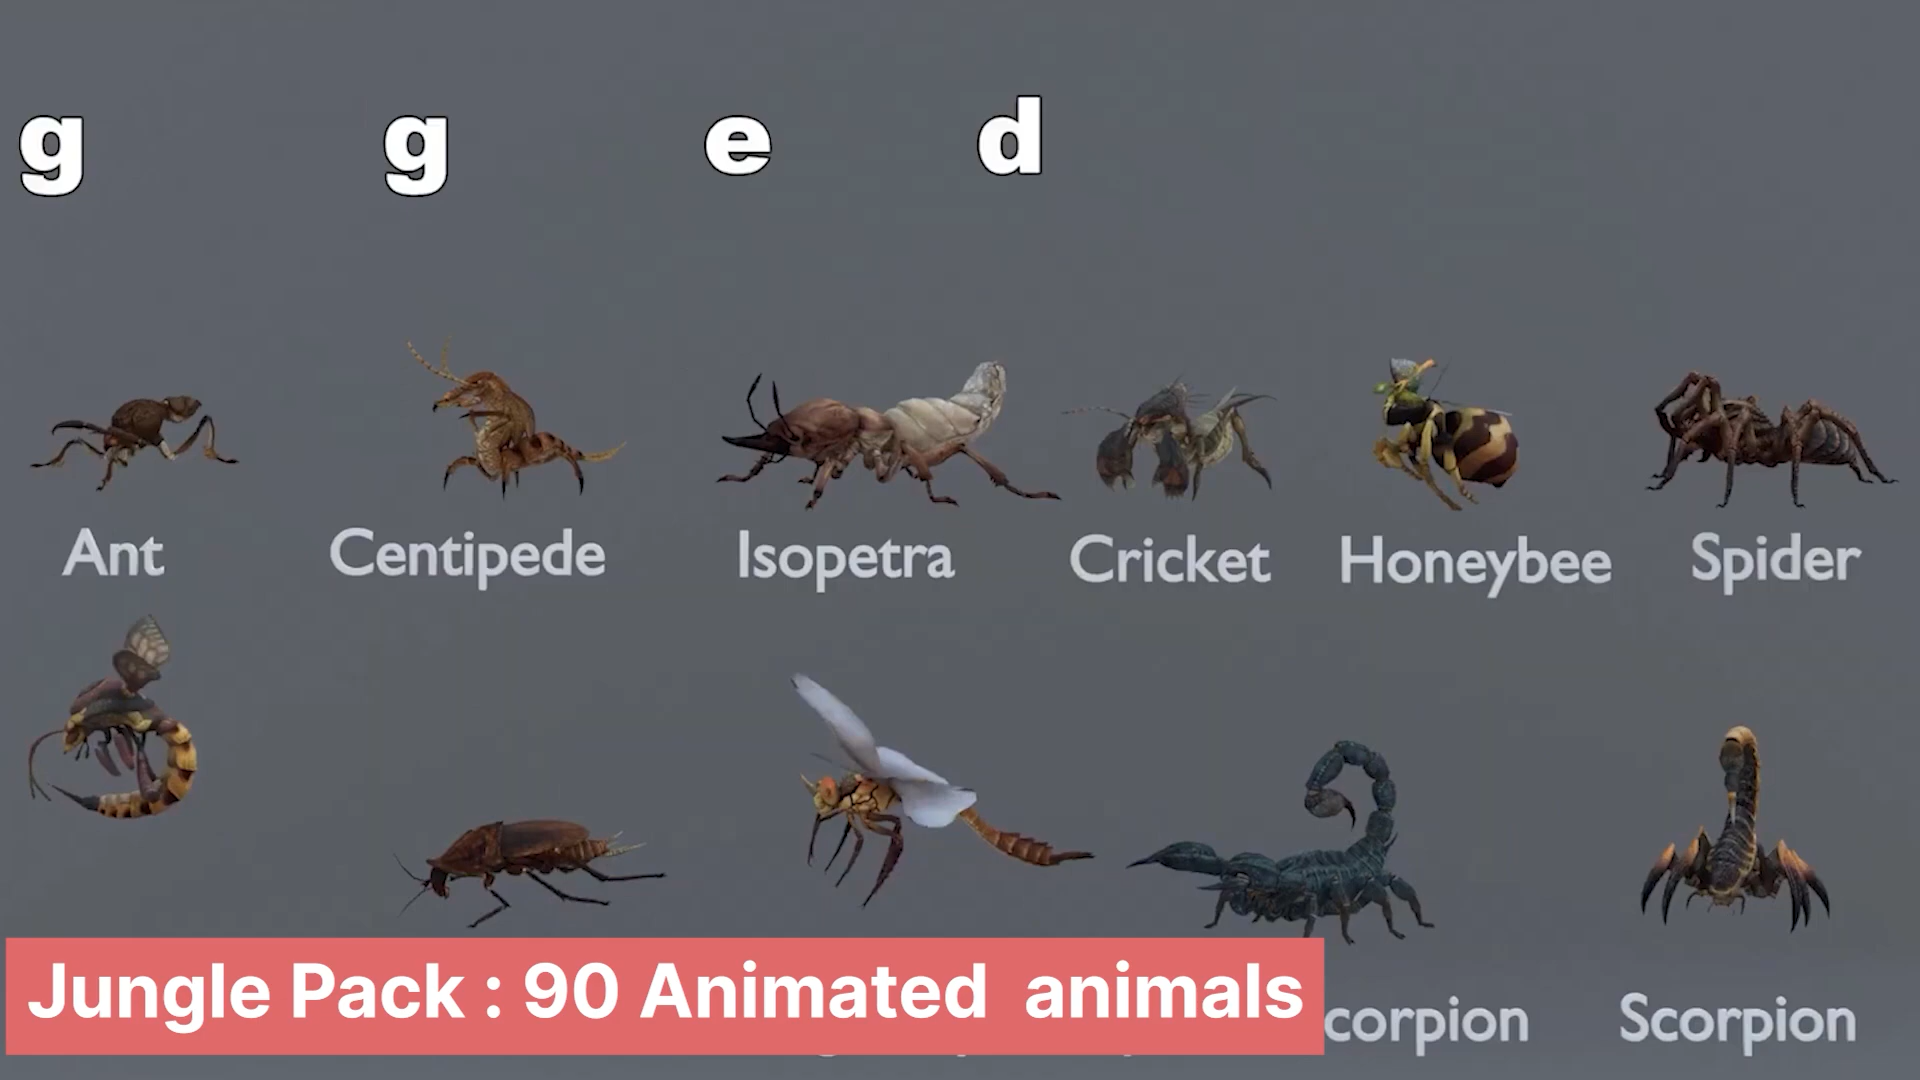 g g e d
Ant Centipede Isopetra Cricket Honeybee Spider
Jungle Pack : 90 Animated animals
corpion Scorpion